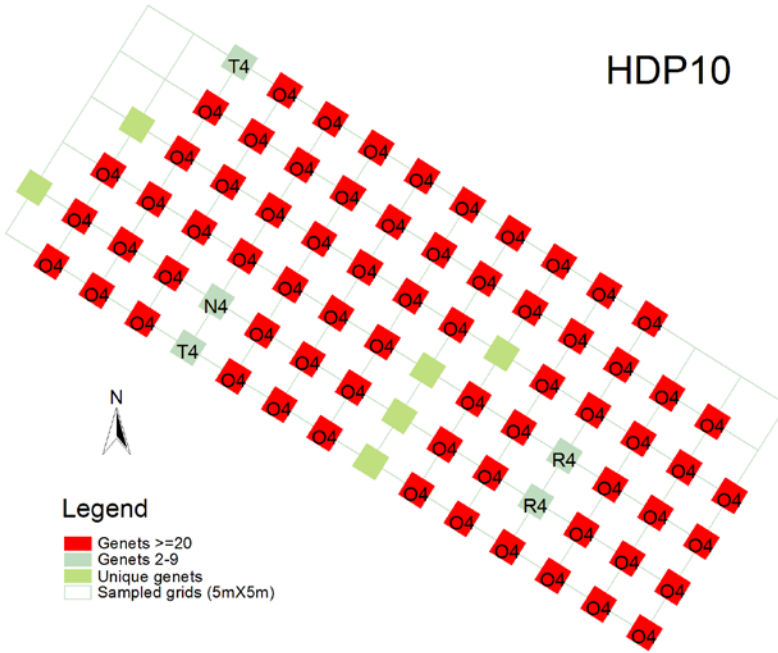 HDP10
T4 O4 O4 O4 O4 O4 O4 O4 O4 O4
O4 O4 O4 O4 O4 O4 O4 O4 O4 O4 O4 O4
O4 O4 O4 O4 O4 O4 O4 O4 O4 O4 O4 O4
O4 O4 O4 O4 O4 O4 O4 O4 O4 R4 O4 O4 O4
O4 O4 O4 N4 O4 O4 O4 O4 O4 R4 O4 O4 O4
O4 O4 O4 T4 O4 O4 O4 O4 O4 O4 O4 O4 O4
N
Legend
Genets >=20
Genets 2-9
Unique genets
Sampled grids (5mX5m)